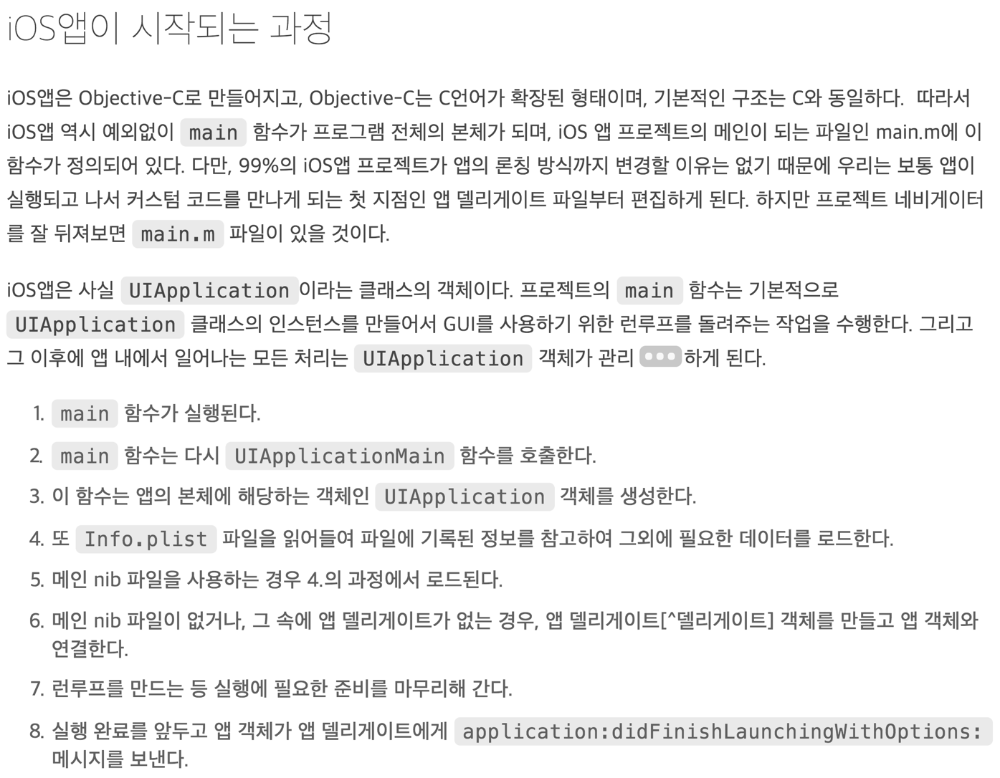 iOS앱이 시작되는 과정
iOS앱은 Objective-C로 만들어지고, Objective-C는 C언어가 확장된 형태이며, 기본적인 구조는 C와 동일하다. 따라서
iOS앱 역시 예외없이 main 함수가 프로그램 전체의 본체가 되며, iOS 앱 프로젝트의 메인이 되는 파일인 main.m에 이
함수가 정의되어 있다. 다만, 99%의 iOS앱 프로젝트가 앱의 론칭 방식까지 변경할 이유는 없기 때문에 우리는 보통 앱이
실행되고 나서 커스텀 코드를 만나게 되는 첫 지점인 앱 델리게이트 파일부터 편집하게 된다. 하지만 프로젝트 네비게이터
를 잘 뒤져보면 main.m 파일이 있을 것이다.
iOS앱은 사실 UIApplication이라는 클래스의 객체이다. 프로젝트의 main 함수는 기본적으로
UIApplication 클래스의 인스턴스를 만들어서 GUI를 사용하기 위한 런루프를 돌려주는 작업을 수행한다. 그리고
그 이후에 앱 내에서 일어나는 모든 처리는 UIApplication 객체가 관리 ••• 하게 된다.
1. main 함수가 실행된다.
2. main 함수는 다시 UIApplicationMain 함수를 호출한다.
3. 이 함수는 앱의 본체에 해당하는 객체인 UIApplication 객체를 생성한다.
4. 또 Info.plist 파일을 읽어들여 파일에 기록된 정보를 참고하여 그외에 필요한 데이터를 로드한다.
5. 메인 nib 파일을 사용하는 경우 4.의 과정에서 로드된다.
6. 메인 nib 파일이 없거나, 그 속에 앱 델리게이트가 없는 경우, 앱 델리게이트[^델리게이트] 객체를 만들고 앱 객체와
연결한다.
7. 런루프를 만드는 등 실행에 필요한 준비를 마무리해 간다.
8. 실행 완료를 앞두고 앱 객체가 앱 델리게이트에게 application:didFinishLaunchingWithOptions:
메시지를 보낸다.